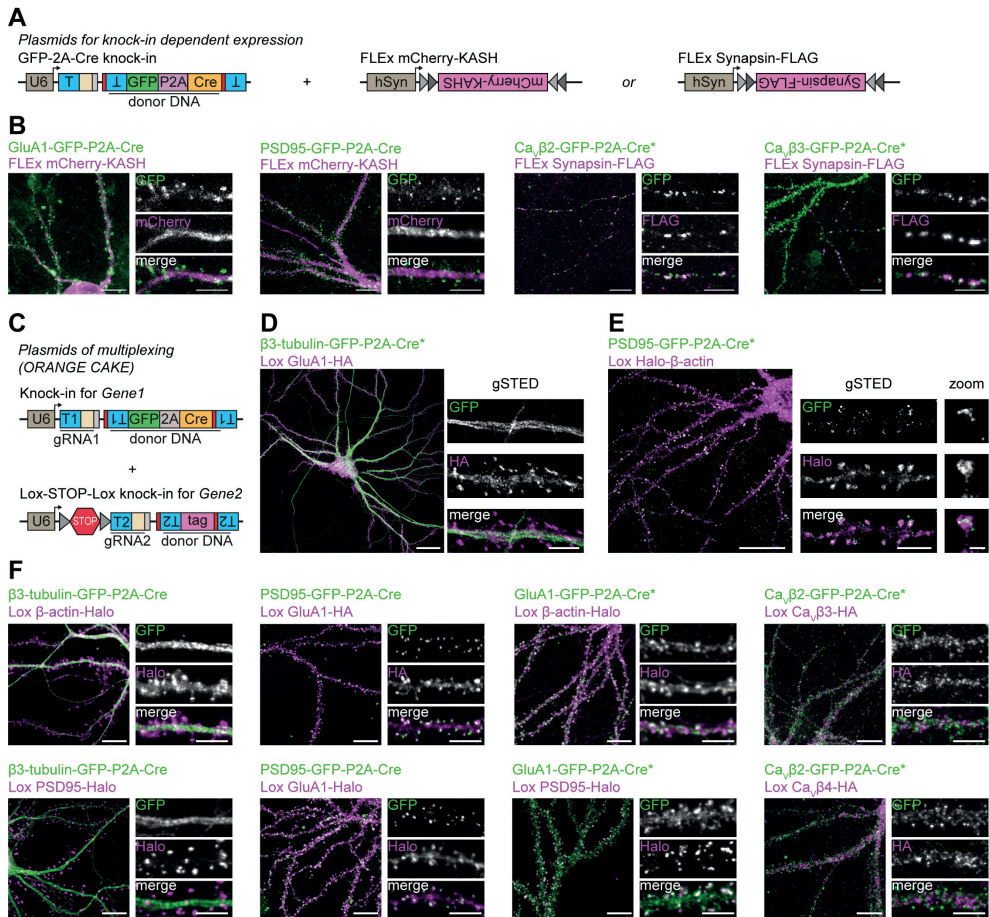 A
Plasmids for knock-in dependent expression
GFP-2A-Cre knock-in
FLEx mCherry-KASH
FLEx Synapsin-FLAG
U6 T T GFP P2A Cre T
+
hSyn mCherry-KAHS
or
hSyn Synapsin-FLAG
donor DNA
B
GluA1-GFP-P2A-Cre
FLEx mCherry-KASH
GFP
mCherry
merge
PSD95-GFP-P2A-Cre
FLEx mCherry-KASH
GFP
mCherry
merge
CaVβ2-GFP-P2A-Cre*
FLEx Synapsin-FLAG
GFP
FLAG
merge
CaVβ3-GFP-P2A-Cre*
FLEx Synapsin-FLAG
GFP
FLAG
merge
C
Plasmids of multiplexing
(ORANGE CAKE)
Knock-in for Gene1
U6 T1 T1 GFP 2A Cre T1
gRNA1 donor DNA
+
Lox-STOP-Lox knock-in for Gene2
U6 STOP T2 T2 tag T2
gRNA2 donor DNA
D
β3-tubulin-GFP-P2A-Cre*
Lox GluA1-HA
gSTED
GFP
HA
merge
E
PSD95-GFP-P2A-Cre*
Lox Halo-β-actin
gSTED
zoom
GFP
Halo
merge
F
β3-tubulin-GFP-P2A-Cre
Lox β-actin-Halo
GFP
Halo
merge
PSD95-GFP-P2A-Cre
Lox GluA1-HA
GFP
HA
merge
GluA1-GFP-P2A-Cre*
Lox β-actin-Halo
GFP
Halo
merge
CaVβ2-GFP-P2A-Cre*
Lox CaVβ3-HA
GFP
HA
merge
β3-tubulin-GFP-P2A-Cre
Lox PSD95-Halo
GFP
Halo
merge
PSD95-GFP-P2A-Cre
Lox GluA1-Halo
GFP
Halo
merge
GluA1-GFP-P2A-Cre*
Lox PSD95-Halo
GFP
Halo
merge
CaVβ2-GFP-P2A-Cre*
Lox CaVβ4-HA
GFP
HA
merge